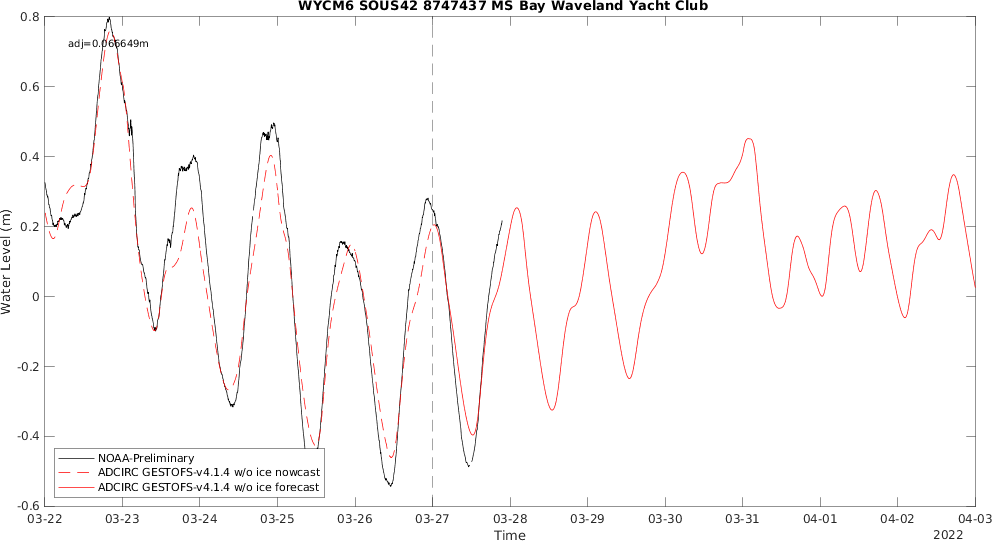 WYCM6 SOUS42 8747437 MS Bay Waveland Yacht Club
adj=0.066649m
0.8
0.6
0.4
0.2
0
-0.2
-0.4
-0.6
Water Level (m)
NOAA-Preliminary
ADCIRC GESTOFS-v4.1.4 w/o ice nowcast
ADCIRC GESTOFS-v4.1.4 w/o ice forecast
03-22 03-23 03-24 03-25 03-26 03-27 03-28 03-29 03-30 03-31 04-01 04-02 04-03
Time
2022